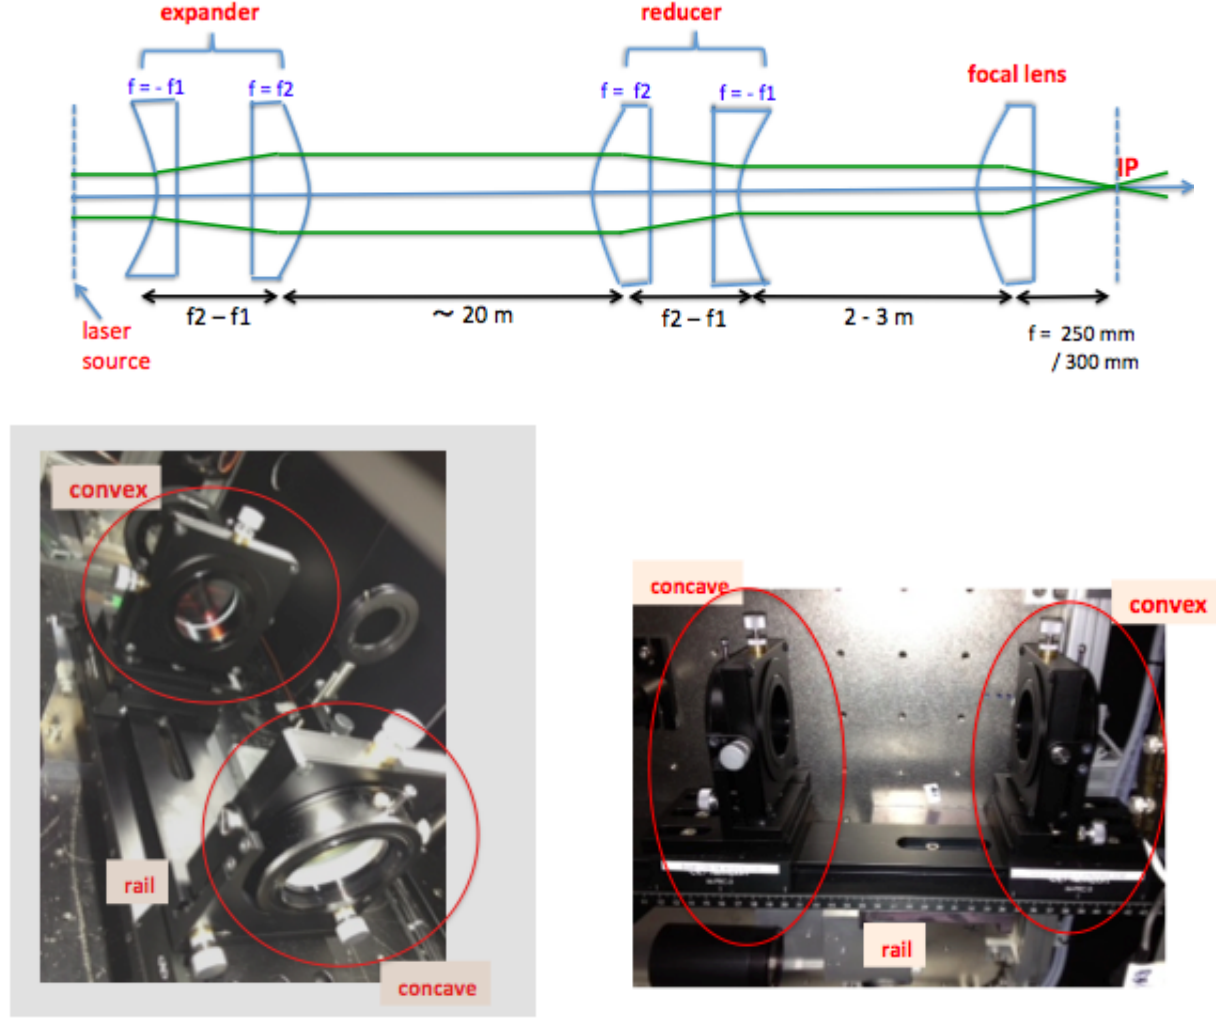 expander
reducer
f = - f1
f = f2
f = f2
f = - f1
focal lens
IP
laser
source
f2 – f1
~ 20 m
f2 – f1
2 - 3 m
f = 250 mm
/ 300 mm
convex
rail
concave
concave
convex
rail